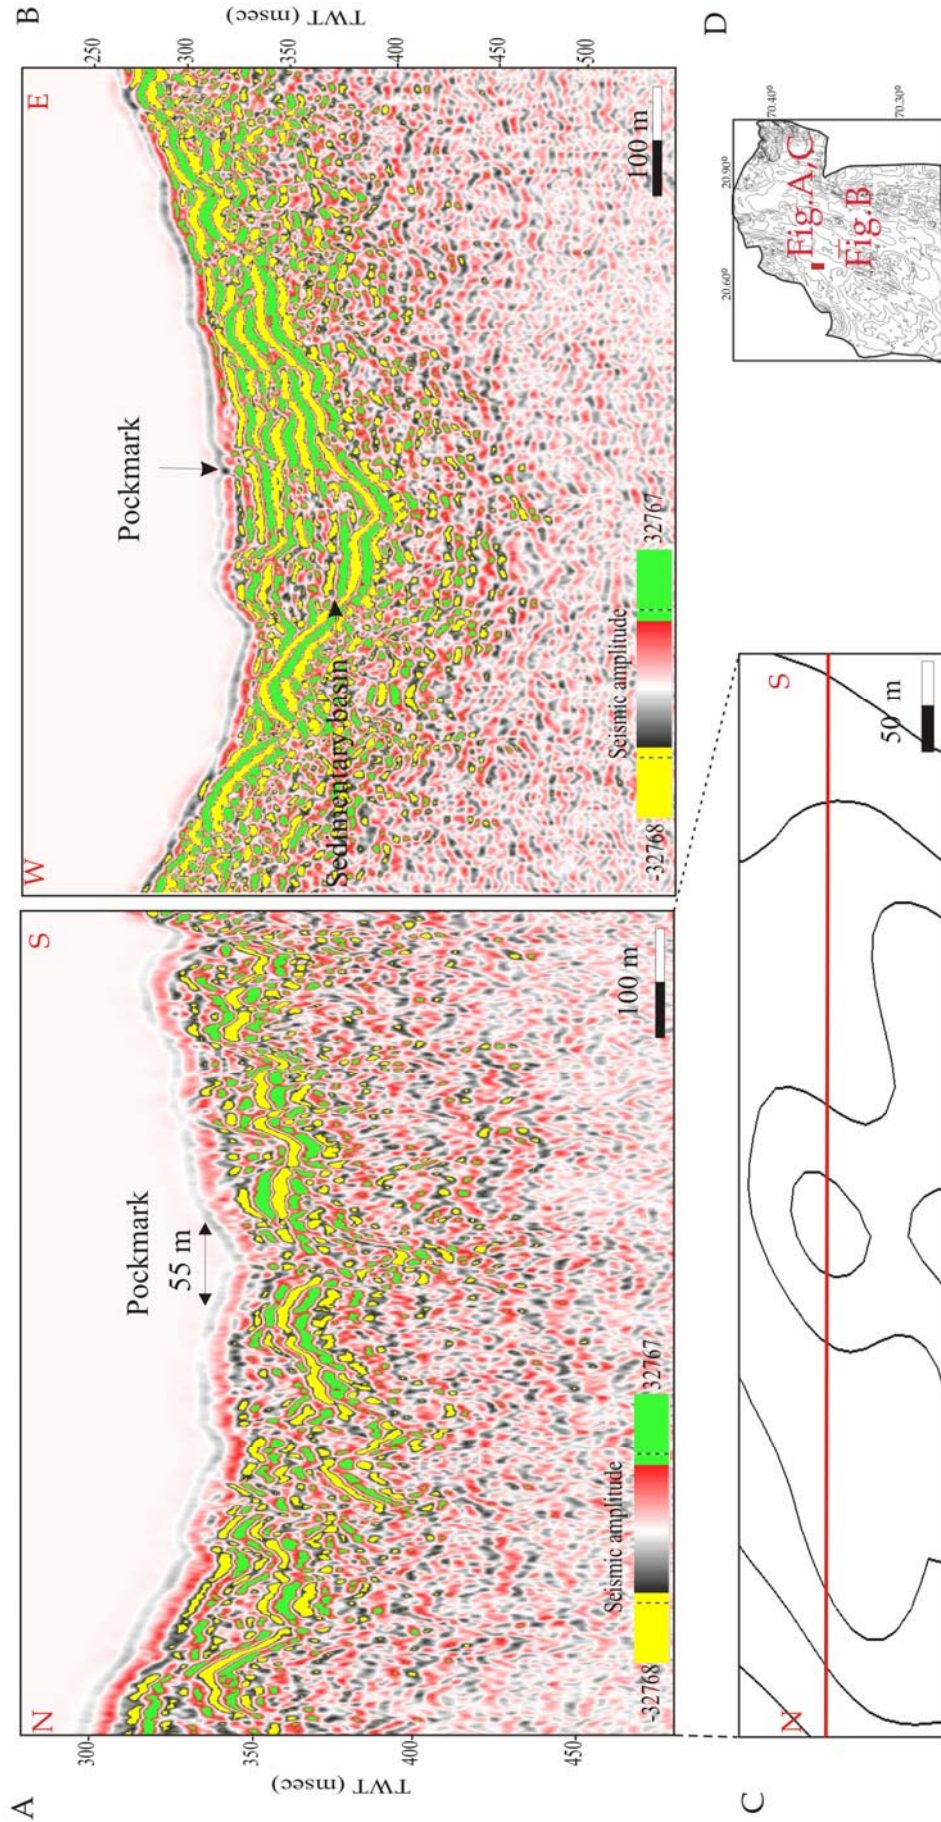 A
TWT (msec)
300
350
400
450
N
S
Pockmark
55 m
100 m
Seismic amplitude
-32768
32767
B
TWT (msec)
-250
-300
-350
-400
-450
-500
W
E
Pockmark
Sedimentary basin
100 m
Seismic amplitude
-32768
32767
C
N
S
50 m
D
20.60º
20.90º
70.40º
70.30º
Fig.A,C
Fig.B